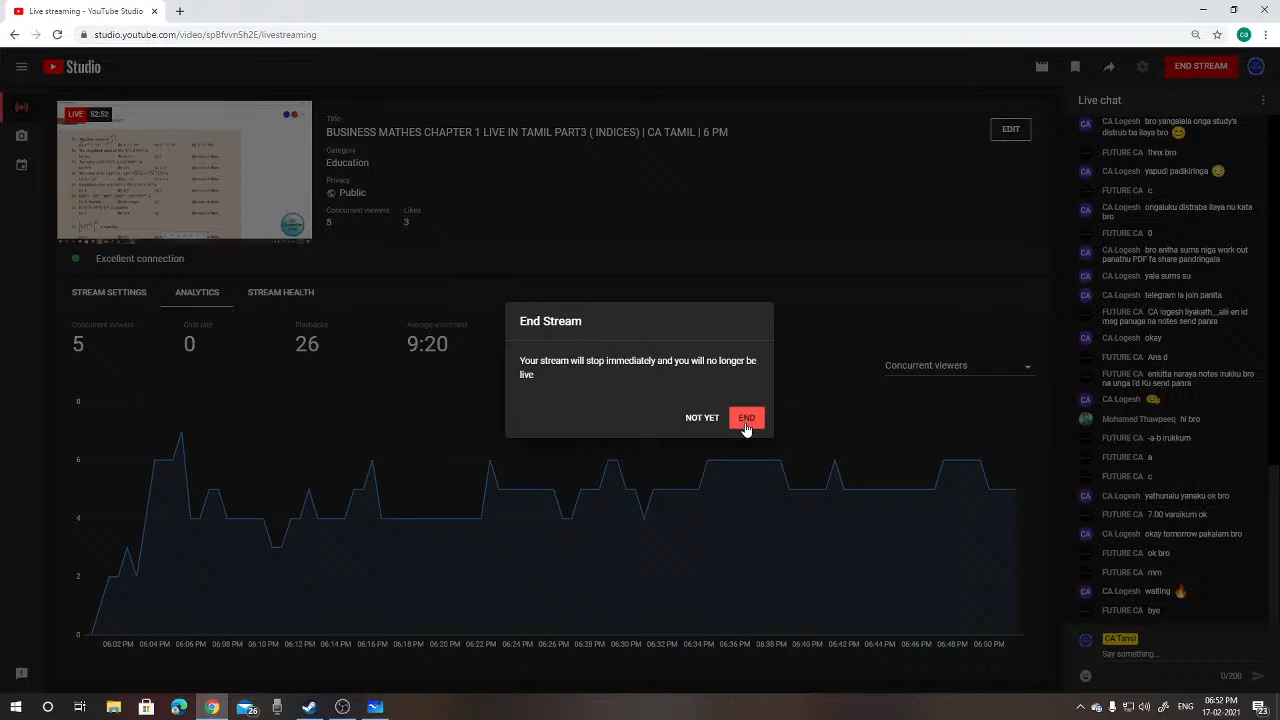 Live streaming - YouTube Studio
studio.youtube.com/video/spBfvvn5h2E/livestreaming
ca
Studio
END STREAM
LIVE 52:52
Title
BUSINESS MATHES CHAPTER 1 LIVE IN TAMIL PART3 ( INDICES) | CA TAMIL | 6 PM
EDIT
Category
Education
Privacy
Public
Concurrent viewers Likes
5 3
Excellent connection
STREAM SETTINGS ANALYTICS STREAM HEALTH
Concurrent viewers Chat rate Playbacks Average watchtime
5 0 26 9:20
Concurrent viewers
End Stream
Your stream will stop immediately and you will no longer be
live
NOT YET END
8
6
4
2
0
06:02 PM 06:04 PM 06:06 PM 06:08 PM 06:10 PM 06:12 PM 06:14 PM 06:16 PM 06:18 PM 06:20 PM 06:22 PM 06:24 PM 06:26 PM 06:28 PM 06:30 PM 06:32 PM 06:34 PM 06:36 PM 06:38 PM 06:40 PM 06:42 PM 06:44 PM 06:46 PM 06:48 PM 06:50 PM
Live chat
CA Logesh bro yangalala onga study's
distrub ila ya bro
FUTURE CA thnx bro
CA Logesh yapudi padikiringa
FUTURE CA c
CA Logesh ongaluku distraba ilaya nu kata
bro
FUTURE CA 0
CA Logesh bro entha sums niga work out
panathu PDF fa share pandringala
CA Logesh yala sums su
CA Logesh telegram la join panita
FUTURE CA CA logesh liyakath__alii en id
msg panuga na notes send panra
CA Logesh okay
FUTURE CA Ans d
FUTURE CA enkitta naraya notes irukku bro
na unga I'd Ku send panra
CA Logesh
Mohamed Thawpeeq hi bro
FUTURE CA -a-b irukkum
FUTURE CA a
FUTURE CA c
CA Logesh yathunalu yanaku ok bro
FUTURE CA 7.00 varaikum ok
CA Logesh okay tomorrow pakalam bro
FUTURE CA ok bro
FUTURE CA mm
CA Logesh waiting
FUTURE CA bye
CA Tamil
Say something...
0/200
26
ENG
06:52 PM
17-02-2021
23